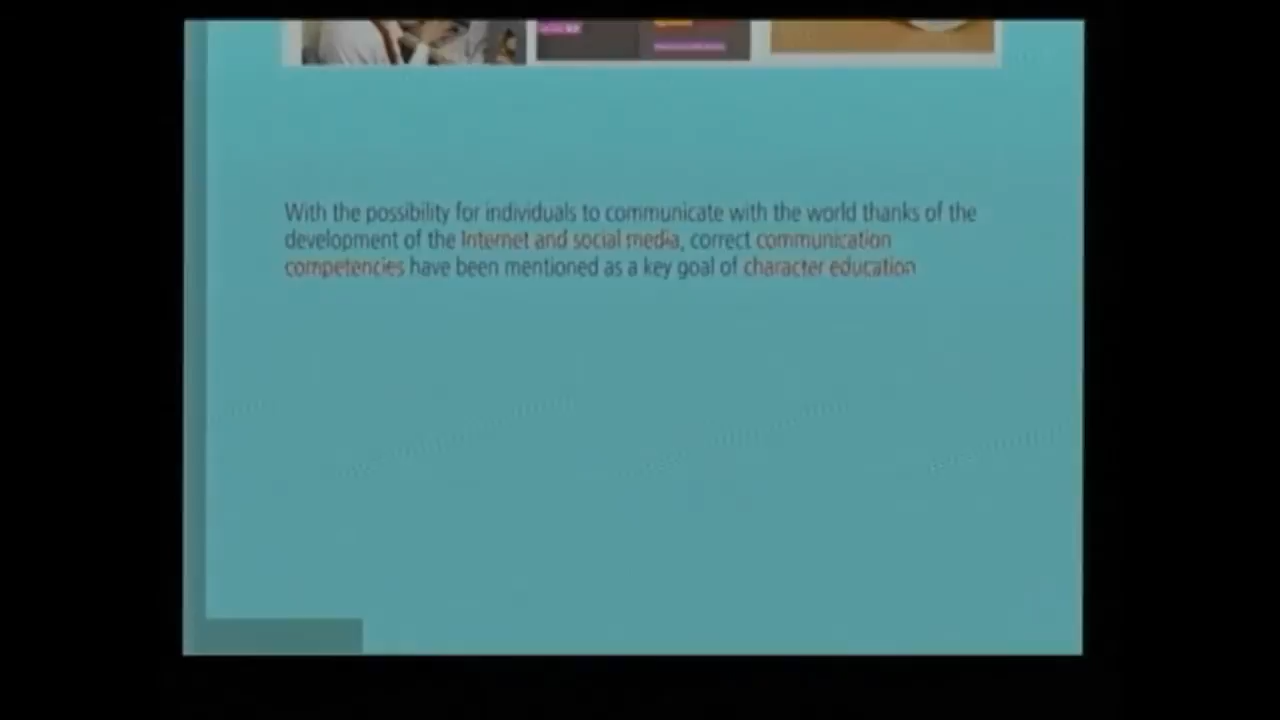 With the possibility for individuals to communicate with the world thanks of the
development of the Internet and social media, correct communication
competencies have been mentioned as a key goal of character education